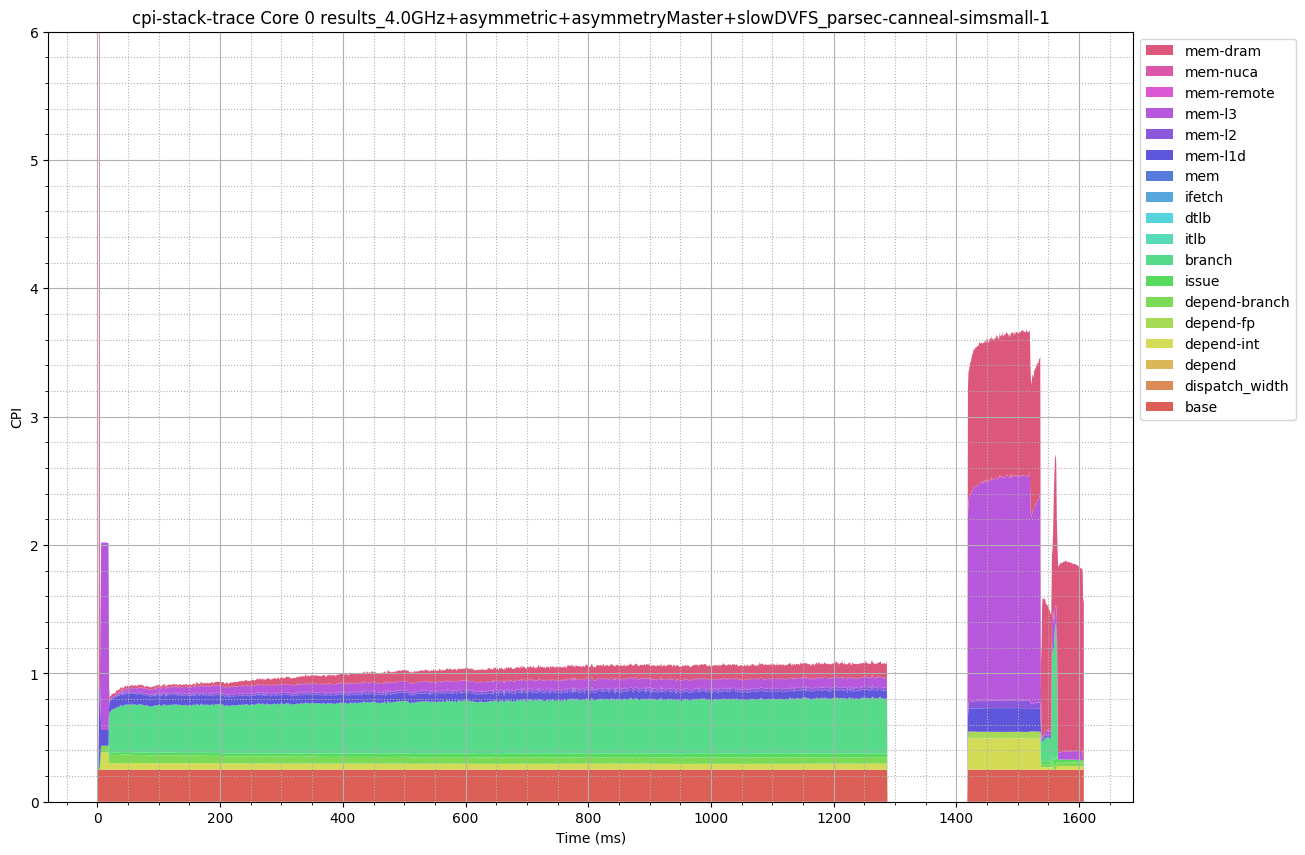 cpi-stack-trace Core 0 results_4.0GHz+asymmetric+asymmetryMaster+slowDVFS_parsec-canneal-simsmall-1
6
5
4
3
2
1
0
CPI
0 200 400 600 800 1000 1200 1400 1600
Time (ms)
mem-dram
mem-nuca
mem-remote
mem-l3
mem-l2
mem-l1d
mem
ifetch
dtlb
itlb
branch
issue
depend-branch
depend-fp
depend-int
depend
dispatch_width
base